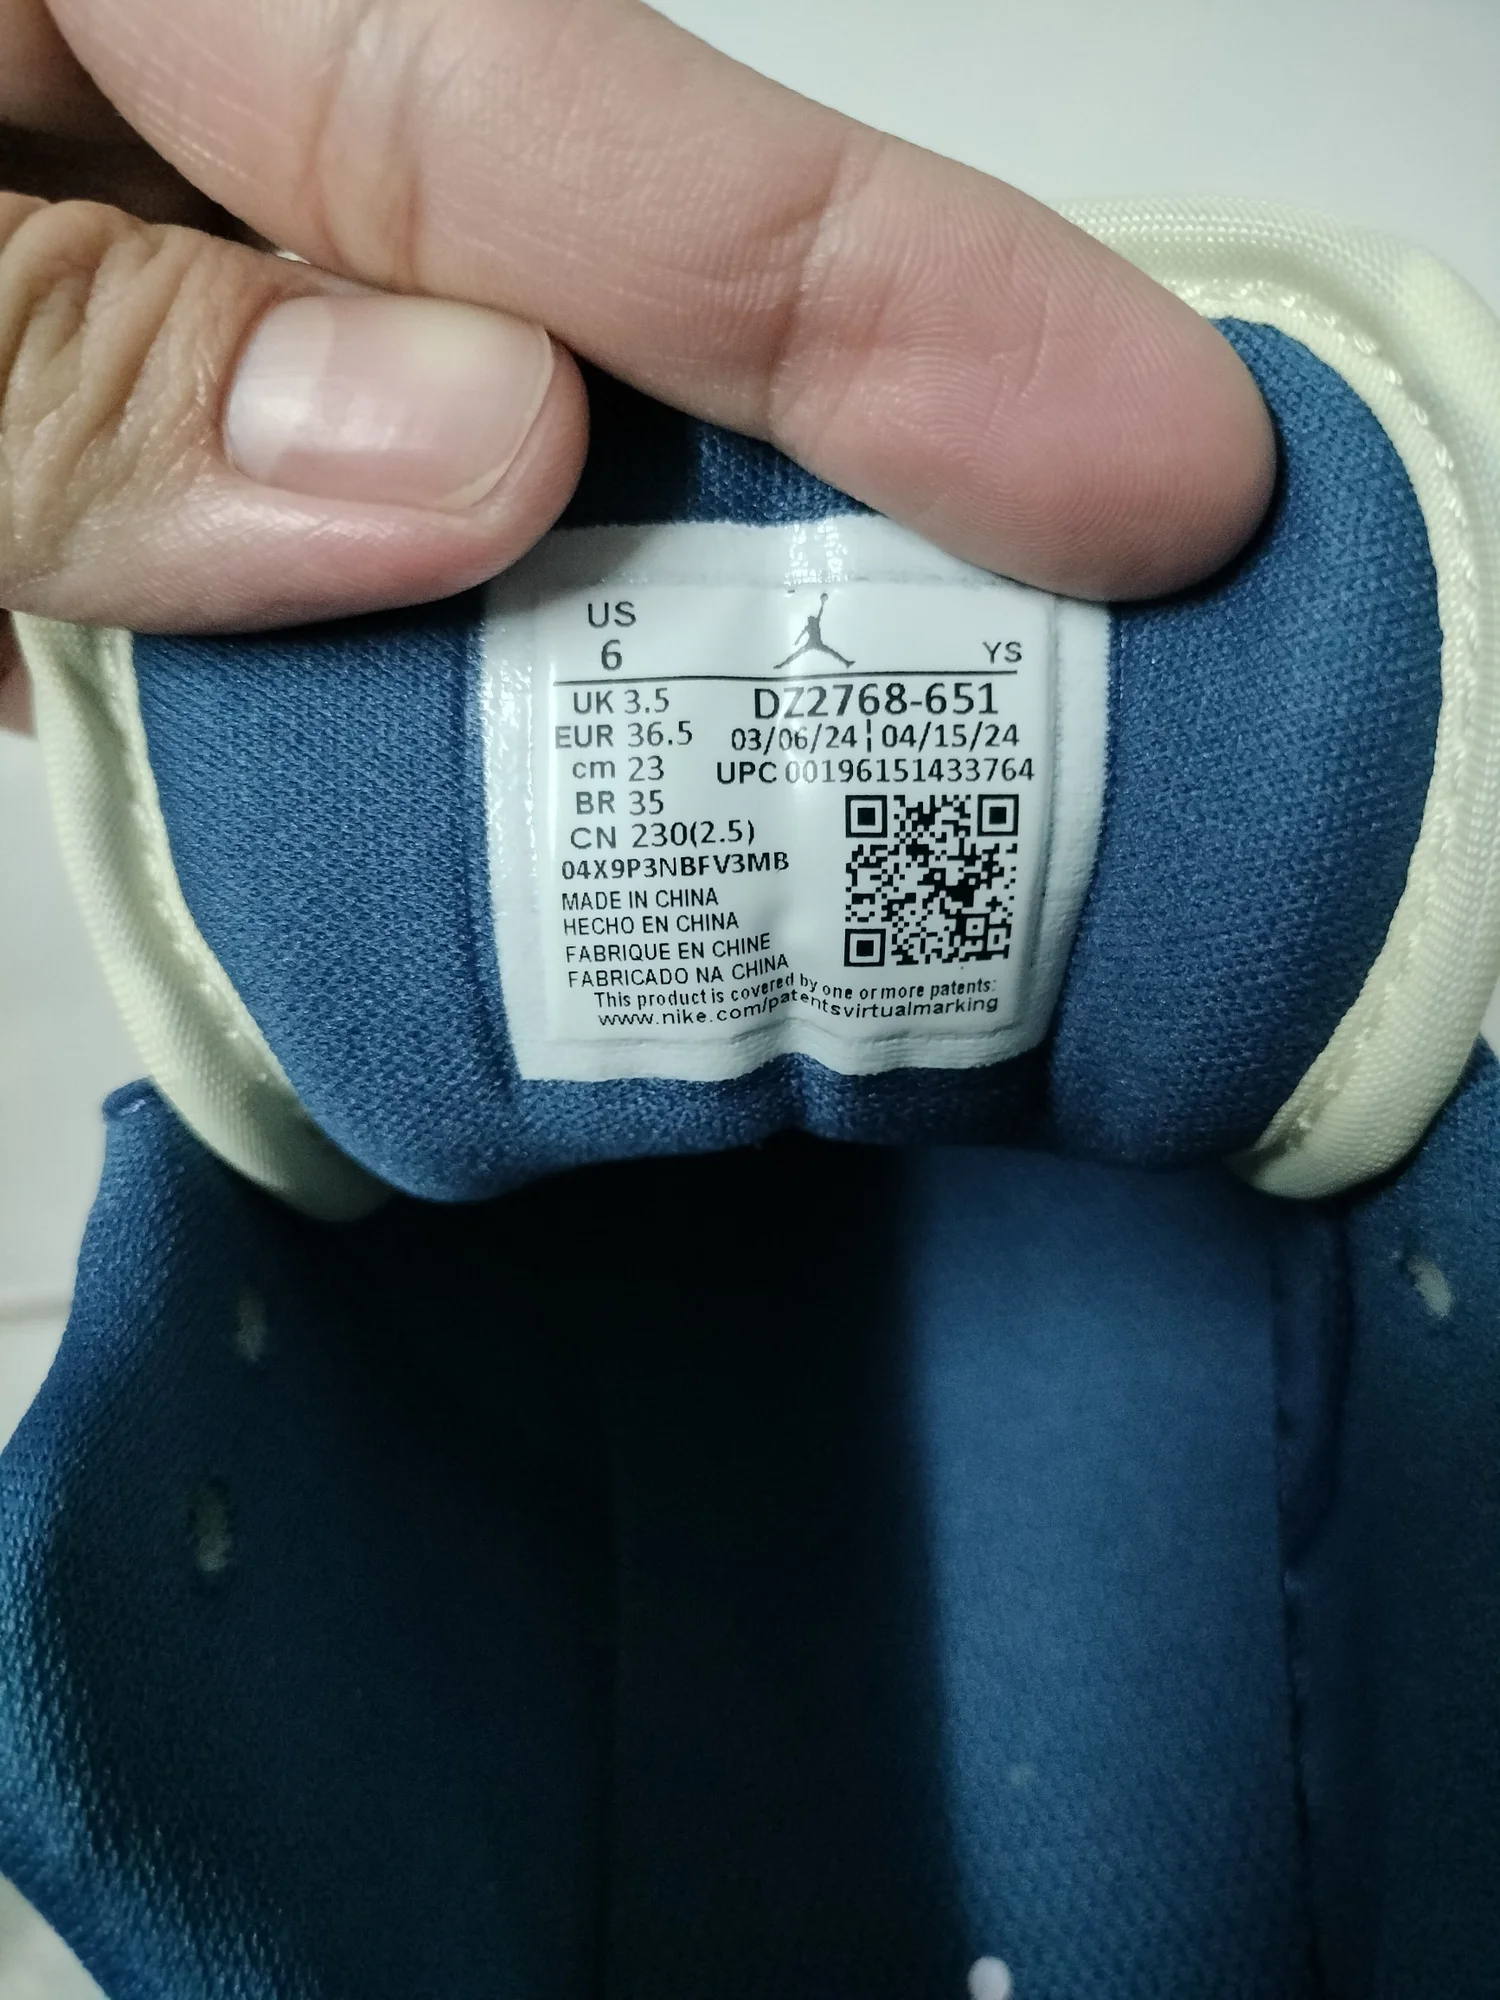 US
6
YS
UK 3.5
DZ2768-651
EUR 36.5
03/06/24 ¦ 04/15/24
cm 23
UPC 00196151433764
BR 35
CN 230(2.5)
04X9P3NBFV3MB
MADE IN CHINA
HECHO EN CHINA
FABRIQUE EN CHINE
FABRICADO NA CHINA
This product is covered by one or more patents:
www.nike.com/patentsvirtualmarking